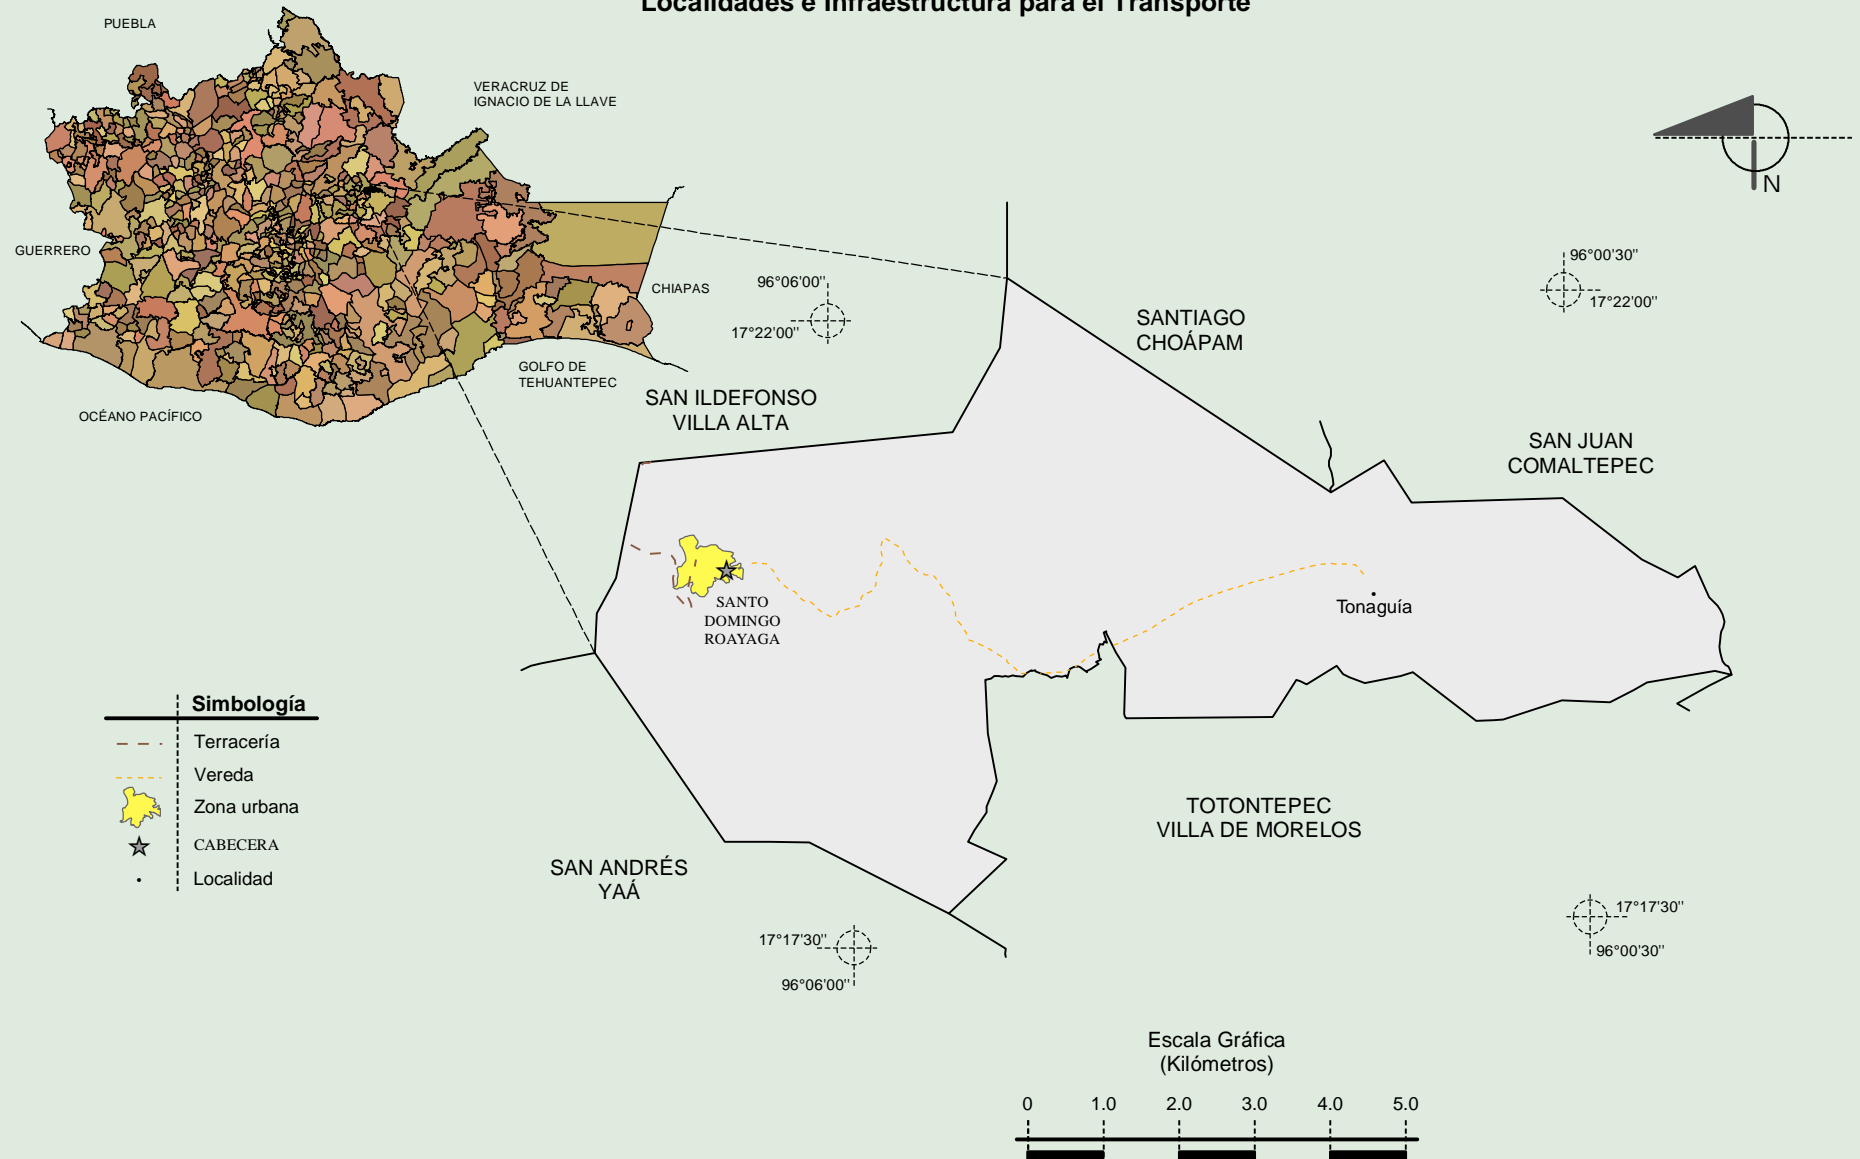 Localidades e Infraestructura para el Transporte
PUEBLA
VERACRUZ DE
IGNACIO DE LA LLAVE
GUERRERO
CHIAPAS
GOLFO DE
TEHUANTEPEC
OCÉANO PACÍFICO
N
96°06'00''
17°22'00''
96°00'30''
17°22'00''
SANTIAGO
CHOÁPAM
SAN ILDEFONSO
VILLA ALTA
SAN JUAN
COMALTEPEC
SANTO
DOMINGO
ROAYAGA
Tonaguía
Simbología
Terracería
Vereda
Zona urbana
CABECERA
Localidad
TOTONTEPEC
VILLA DE MORELOS
SAN ANDRÉS
YAÁ
17°17'30''
96°06'00''
17°17'30''
96°00'30''
Escala Gráfica
(Kilómetros)
0 1.0 2.0 3.0 4.0 5.0